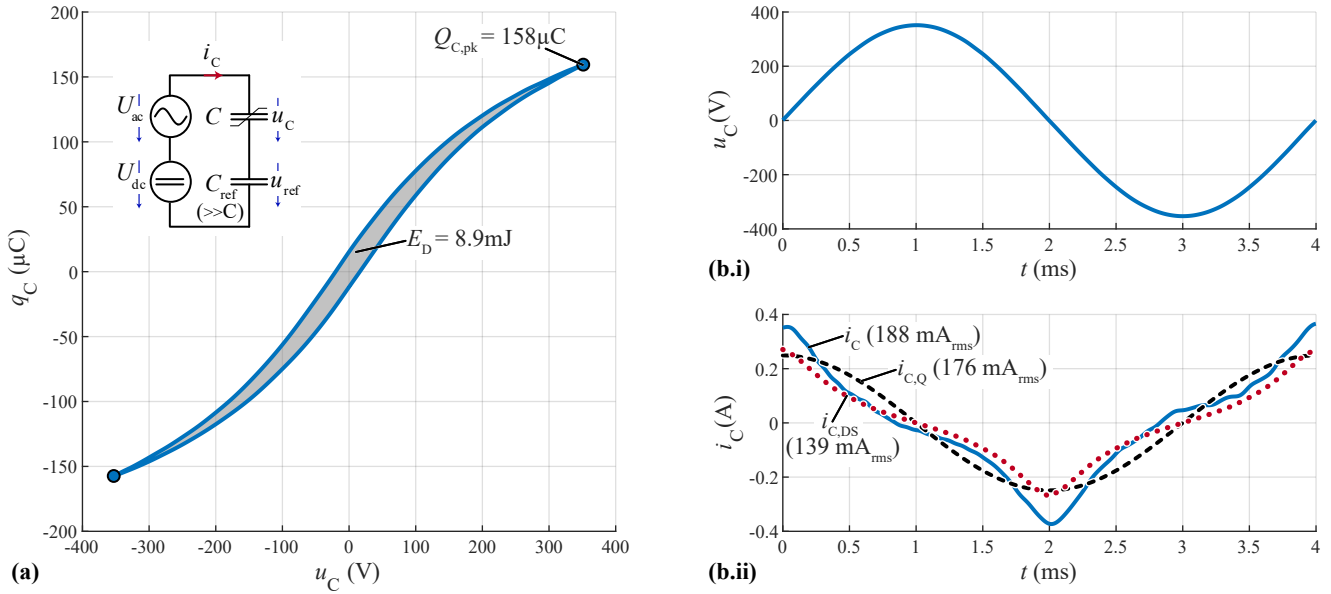 200
150
100
50
0
-50
-100
-150
-200
-400
-300
-200
-100
0
100
200
300
400
q_C (µC)
u_C (V)
(a)
Q_C,pk = 158µC
E_D = 8.9mJ
i_C
U_ac
C
u_C
U_dc
C_ref
u_ref
(>>C)
400
200
0
-200
-400
0
0.5
1
1.5
2
2.5
3
3.5
4
u_C(V)
t (ms)
(b.i)
0.4
0.2
0
-0.2
-0.4
0
0.5
1
1.5
2
2.5
3
3.5
4
i_C(A)
t (ms)
(b.ii)
i_C (188 mA_rms)
i_C,Q (176 mA_rms)
i_C,DS
(139 mA_rms)